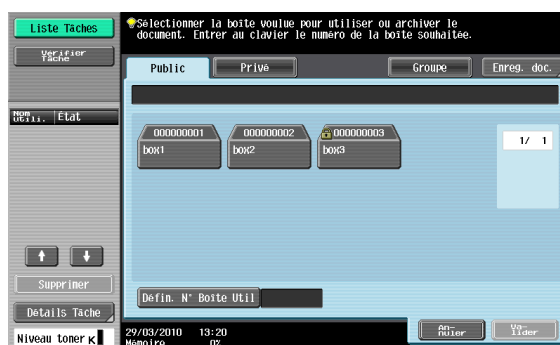 Liste Tâches
Sélectionner la boîte voulue pour utiliser ou archiver le
document. Entrer au clavier le numéro de la boîte souhaitée.
Vérifier
Tâche
Public
Privé
Groupe
Enreg. doc.
Nom
Utili.
État
000000001
box1
000000002
box2
000000003
box3
1/ 1
Supprimer
Défin. N° Boîte Util
Détails Tâche
Niveau toner K
29/03/2010 13:20
Mémoire 0%
An-
nuler
Va-
lider